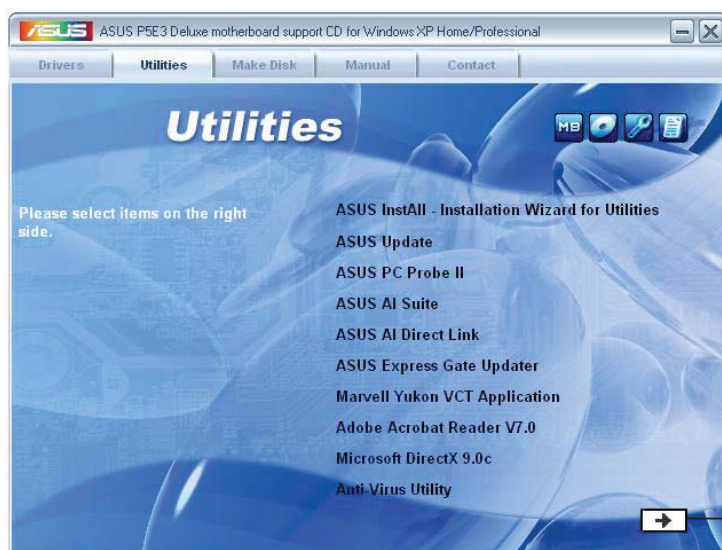 ASUS ASUS P5E3 Deluxe motherboard support CD for Windows XP Home/Professional
Drivers Utilities Make Disk Manual Contact
Utilities
MB
Please select items on the right
side.
ASUS InstAll - Installation Wizard for Utilities
ASUS Update
ASUS PC Probe II
ASUS AI Suite
ASUS AI Direct Link
ASUS Express Gate Updater
Marvell Yukon VCT Application
Adobe Acrobat Reader V7.0
Microsoft DirectX 9.0c
Anti-Virus Utility